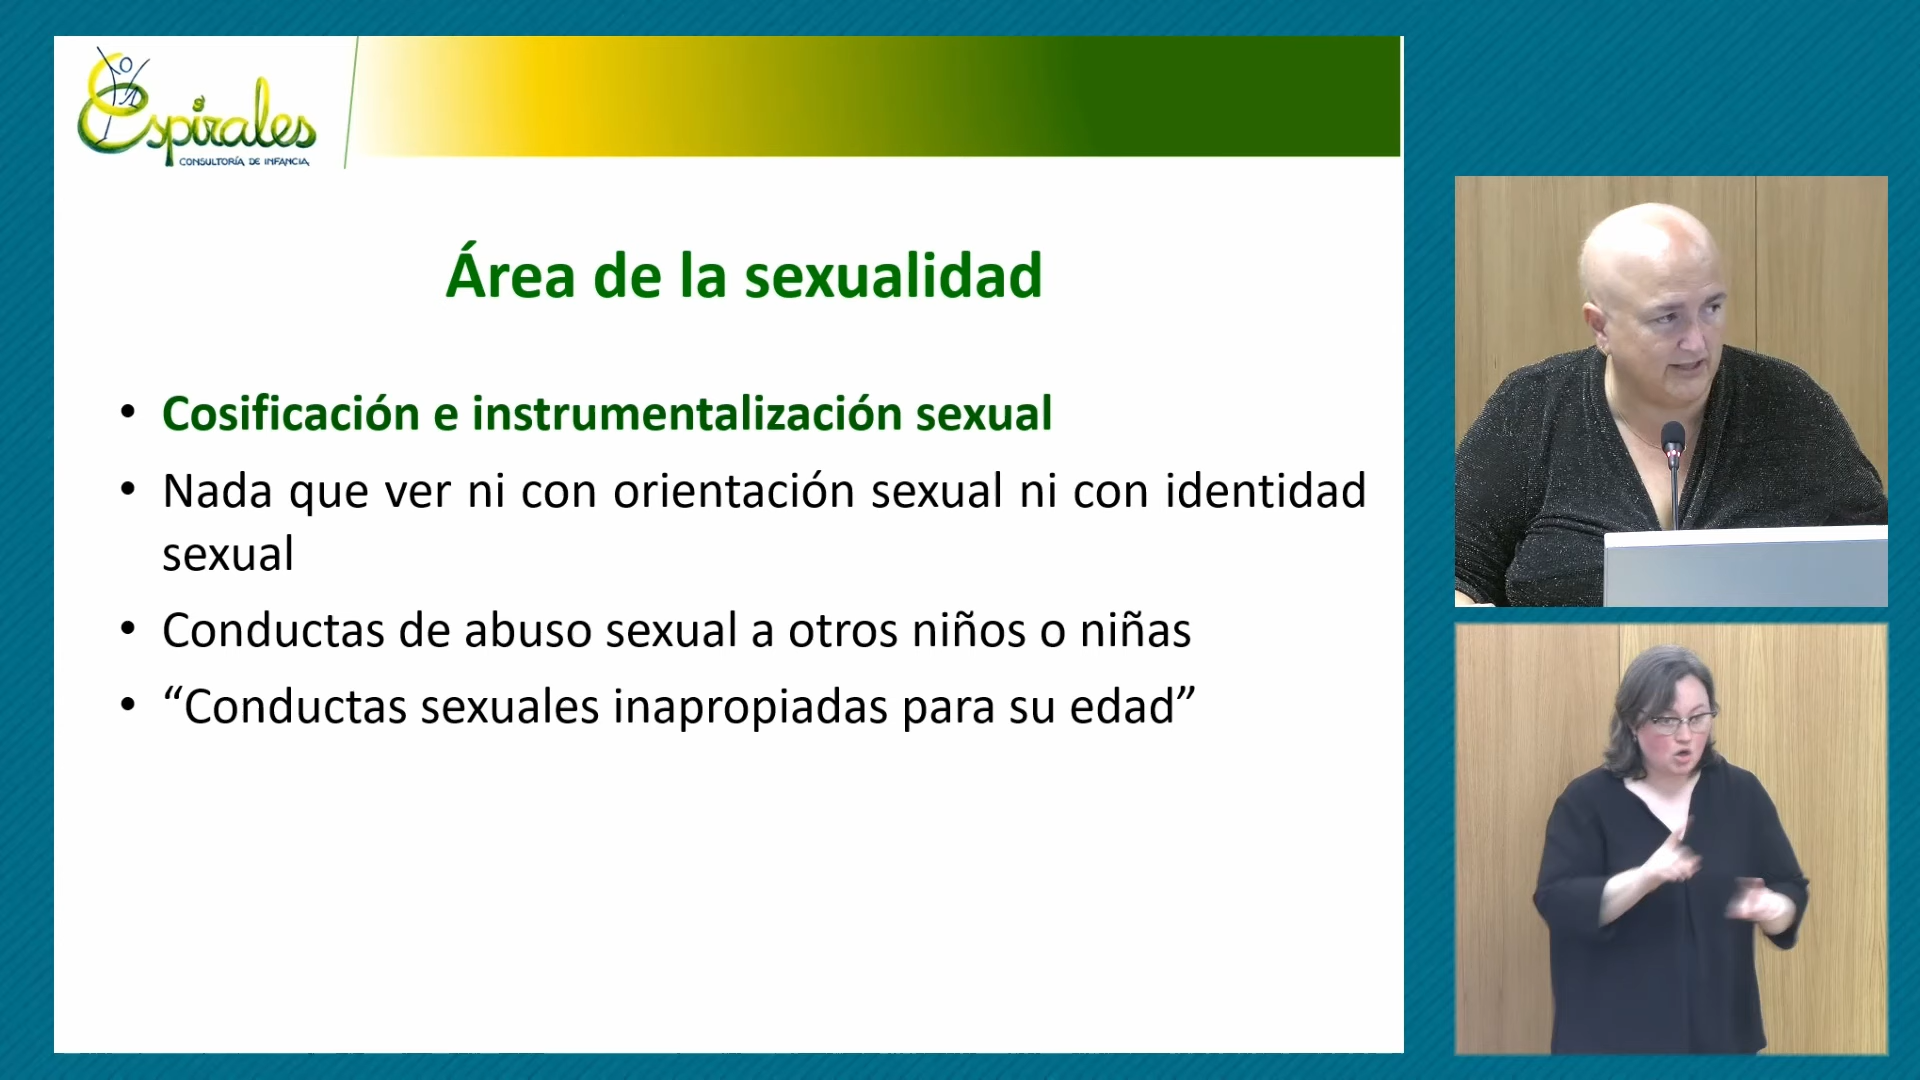 Espirales
CONSULTORÍA DE INFANCIA
Área de la sexualidad
• Cosificación e instrumentalización sexual
• Nada que ver ni con orientación sexual ni con identidad
sexual
• Conductas de abuso sexual a otros niños o niñas
• “Conductas sexuales inapropiadas para su edad”